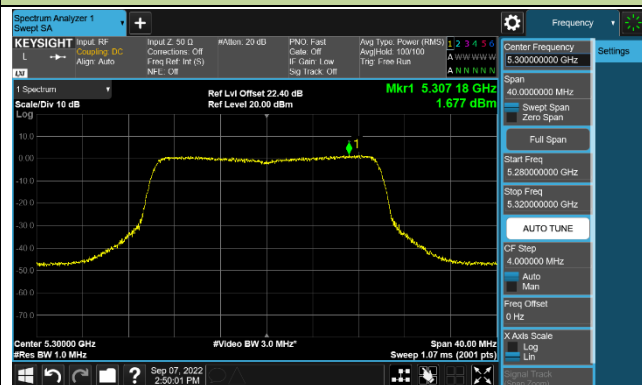 Spectrum Analyzer 1
Swept SA
+
Frequency
KEYSIGHT
L
LXI
Input: RF
Coupling: DC
Align: Auto
Input Z: 50 Ω
Corrections: Off
Freq Ref: Int (S)
NFE: Off
#Atten: 20 dB
PNO: Fast
Gate: Off
IF Gain: Low
Sig Track: Off
Avg Type: Power (RMS)
Avg|Hold: 100/100
Trig: Free Run
1 2 3 4 5 6
A W W W W W
A N N N N N
Center Frequency
5.300000000 GHz
Settings
Span
40.0000000 MHz
Swept Span
Zero Span
Full Span
Start Freq
5.280000000 GHz
Stop Freq
5.320000000 GHz
AUTO TUNE
CF Step
4.000000 MHz
Auto
Man
Freq Offset
0 Hz
X Axis Scale
Log
Lin
Signal Track
(Span Zoom)
1 Spectrum
Scale/Div 10 dB
Log
Ref Lvl Offset 22.40 dB
Ref Level 20.00 dBm
Mkr1 5.307 18 GHz
1.677 dBm
1
10.0
0.00
-10.0
-20.0
-30.0
-40.0
-50.0
-60.0
-70.0
Center 5.30000 GHz
#Res BW 1.0 MHz
#Video BW 3.0 MHz*
Span 40.00 MHz
Sweep 1.07 ms (2001 pts)
?
Sep 07, 2022
2:50:01 PM